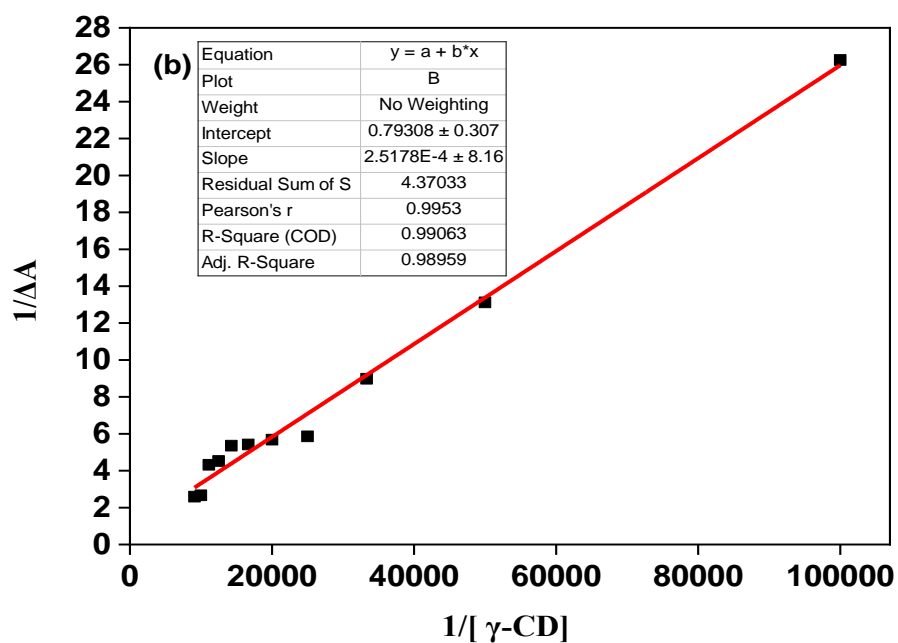 28
26
24
22
20
18
16
14
12
10
8
6
4
2
0
1/ΔA
(b)
Equation y = a + b*x
Plot B
Weight No Weighting
Intercept 0.79308 ± 0.307
Slope 2.5178E-4 ± 8.16
Residual Sum of S 4.37033
Pearson's r 0.9953
R-Square (COD) 0.99063
Adj. R-Square 0.98959
0 20000 40000 60000 80000 100000
1/[ γ-CD]